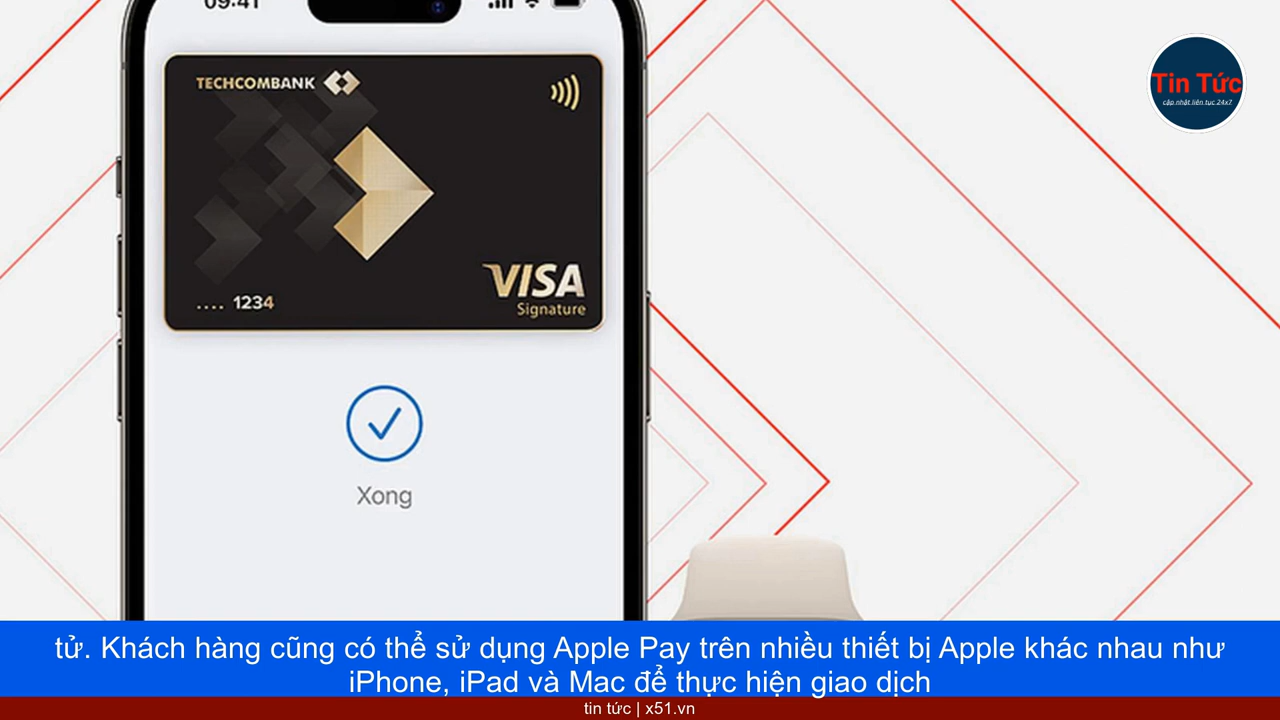 09:41
TECHCOMBANK
.... 1234
VISA
Signature
Xong
Tin Tức
cập nhật liên tục 24x7
tử. Khách hàng cũng có thể sử dụng Apple Pay trên nhiều thiết bị Apple khác nhau như
iPhone, iPad và Mac để thực hiện giao dịch
tin tức | x51.vn